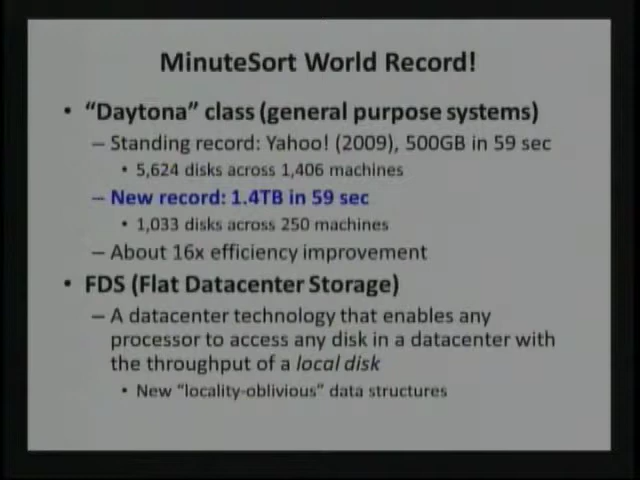 MinuteSort World Record!
• “Daytona” class (general purpose systems)
– Standing record: Yahoo! (2009), 500GB in 59 sec
• 5,624 disks across 1,406 machines
– New record: 1.4TB in 59 sec
• 1,033 disks across 250 machines
– About 16x efficiency improvement
• FDS (Flat Datacenter Storage)
– A datacenter technology that enables any
processor to access any disk in a datacenter with
the throughput of a local disk
• New “locality-oblivious” data structures